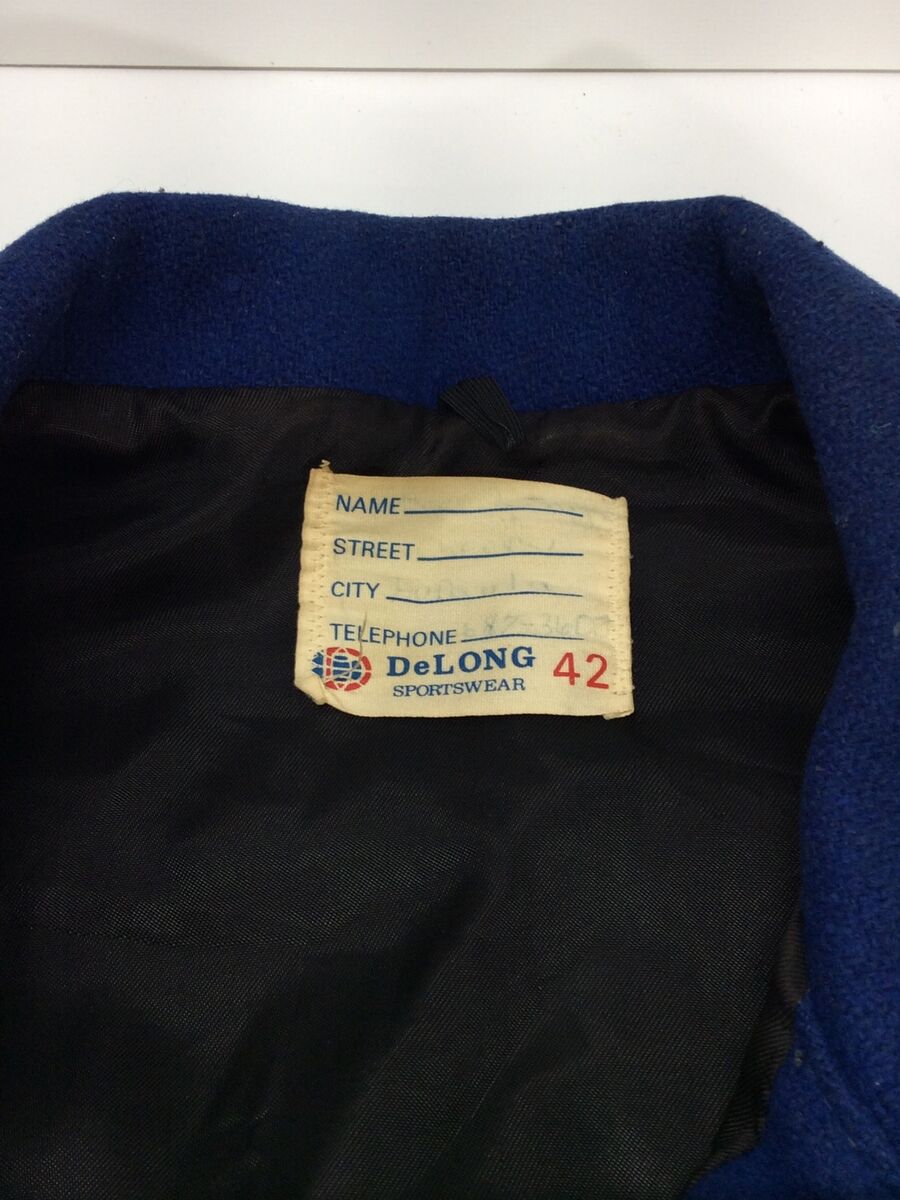 NAME
STREET
CITY
TELEPHONE
DeLONG 42
SPORTSWEAR